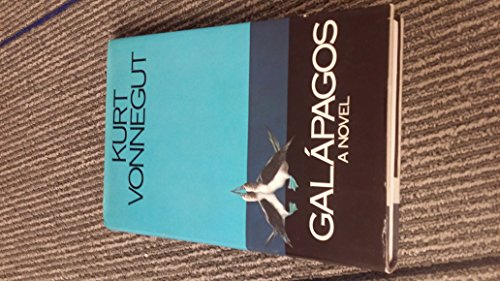 KURT
VONNEGUT
GALÁPAGOS
A NOVEL